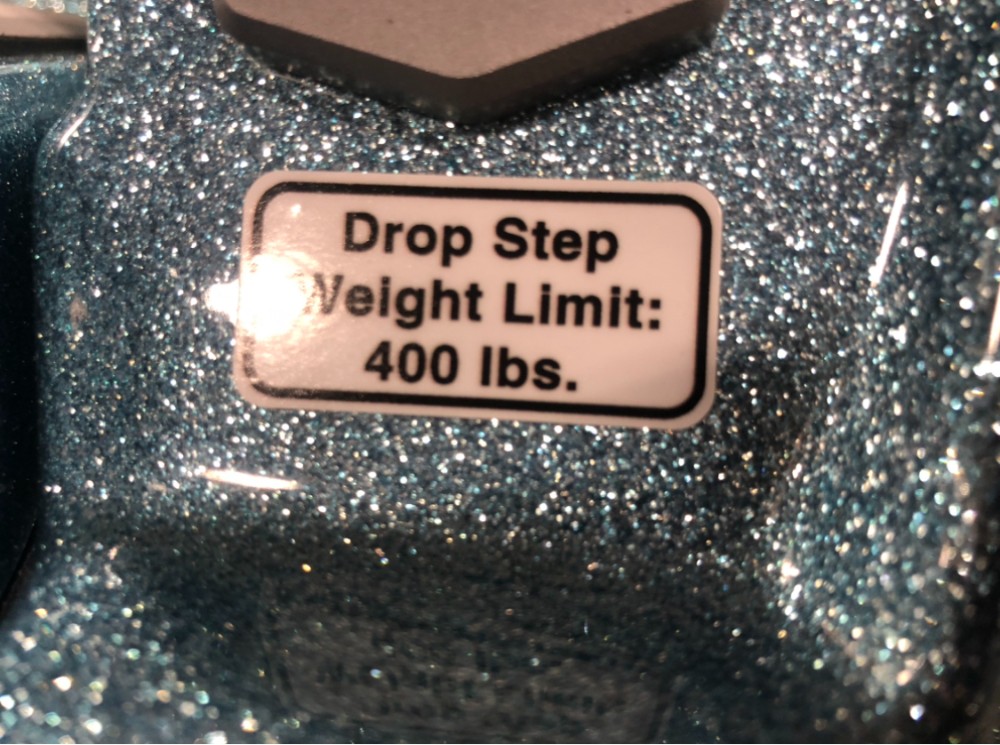 Drop Step
Weight Limit:
400 lbs.